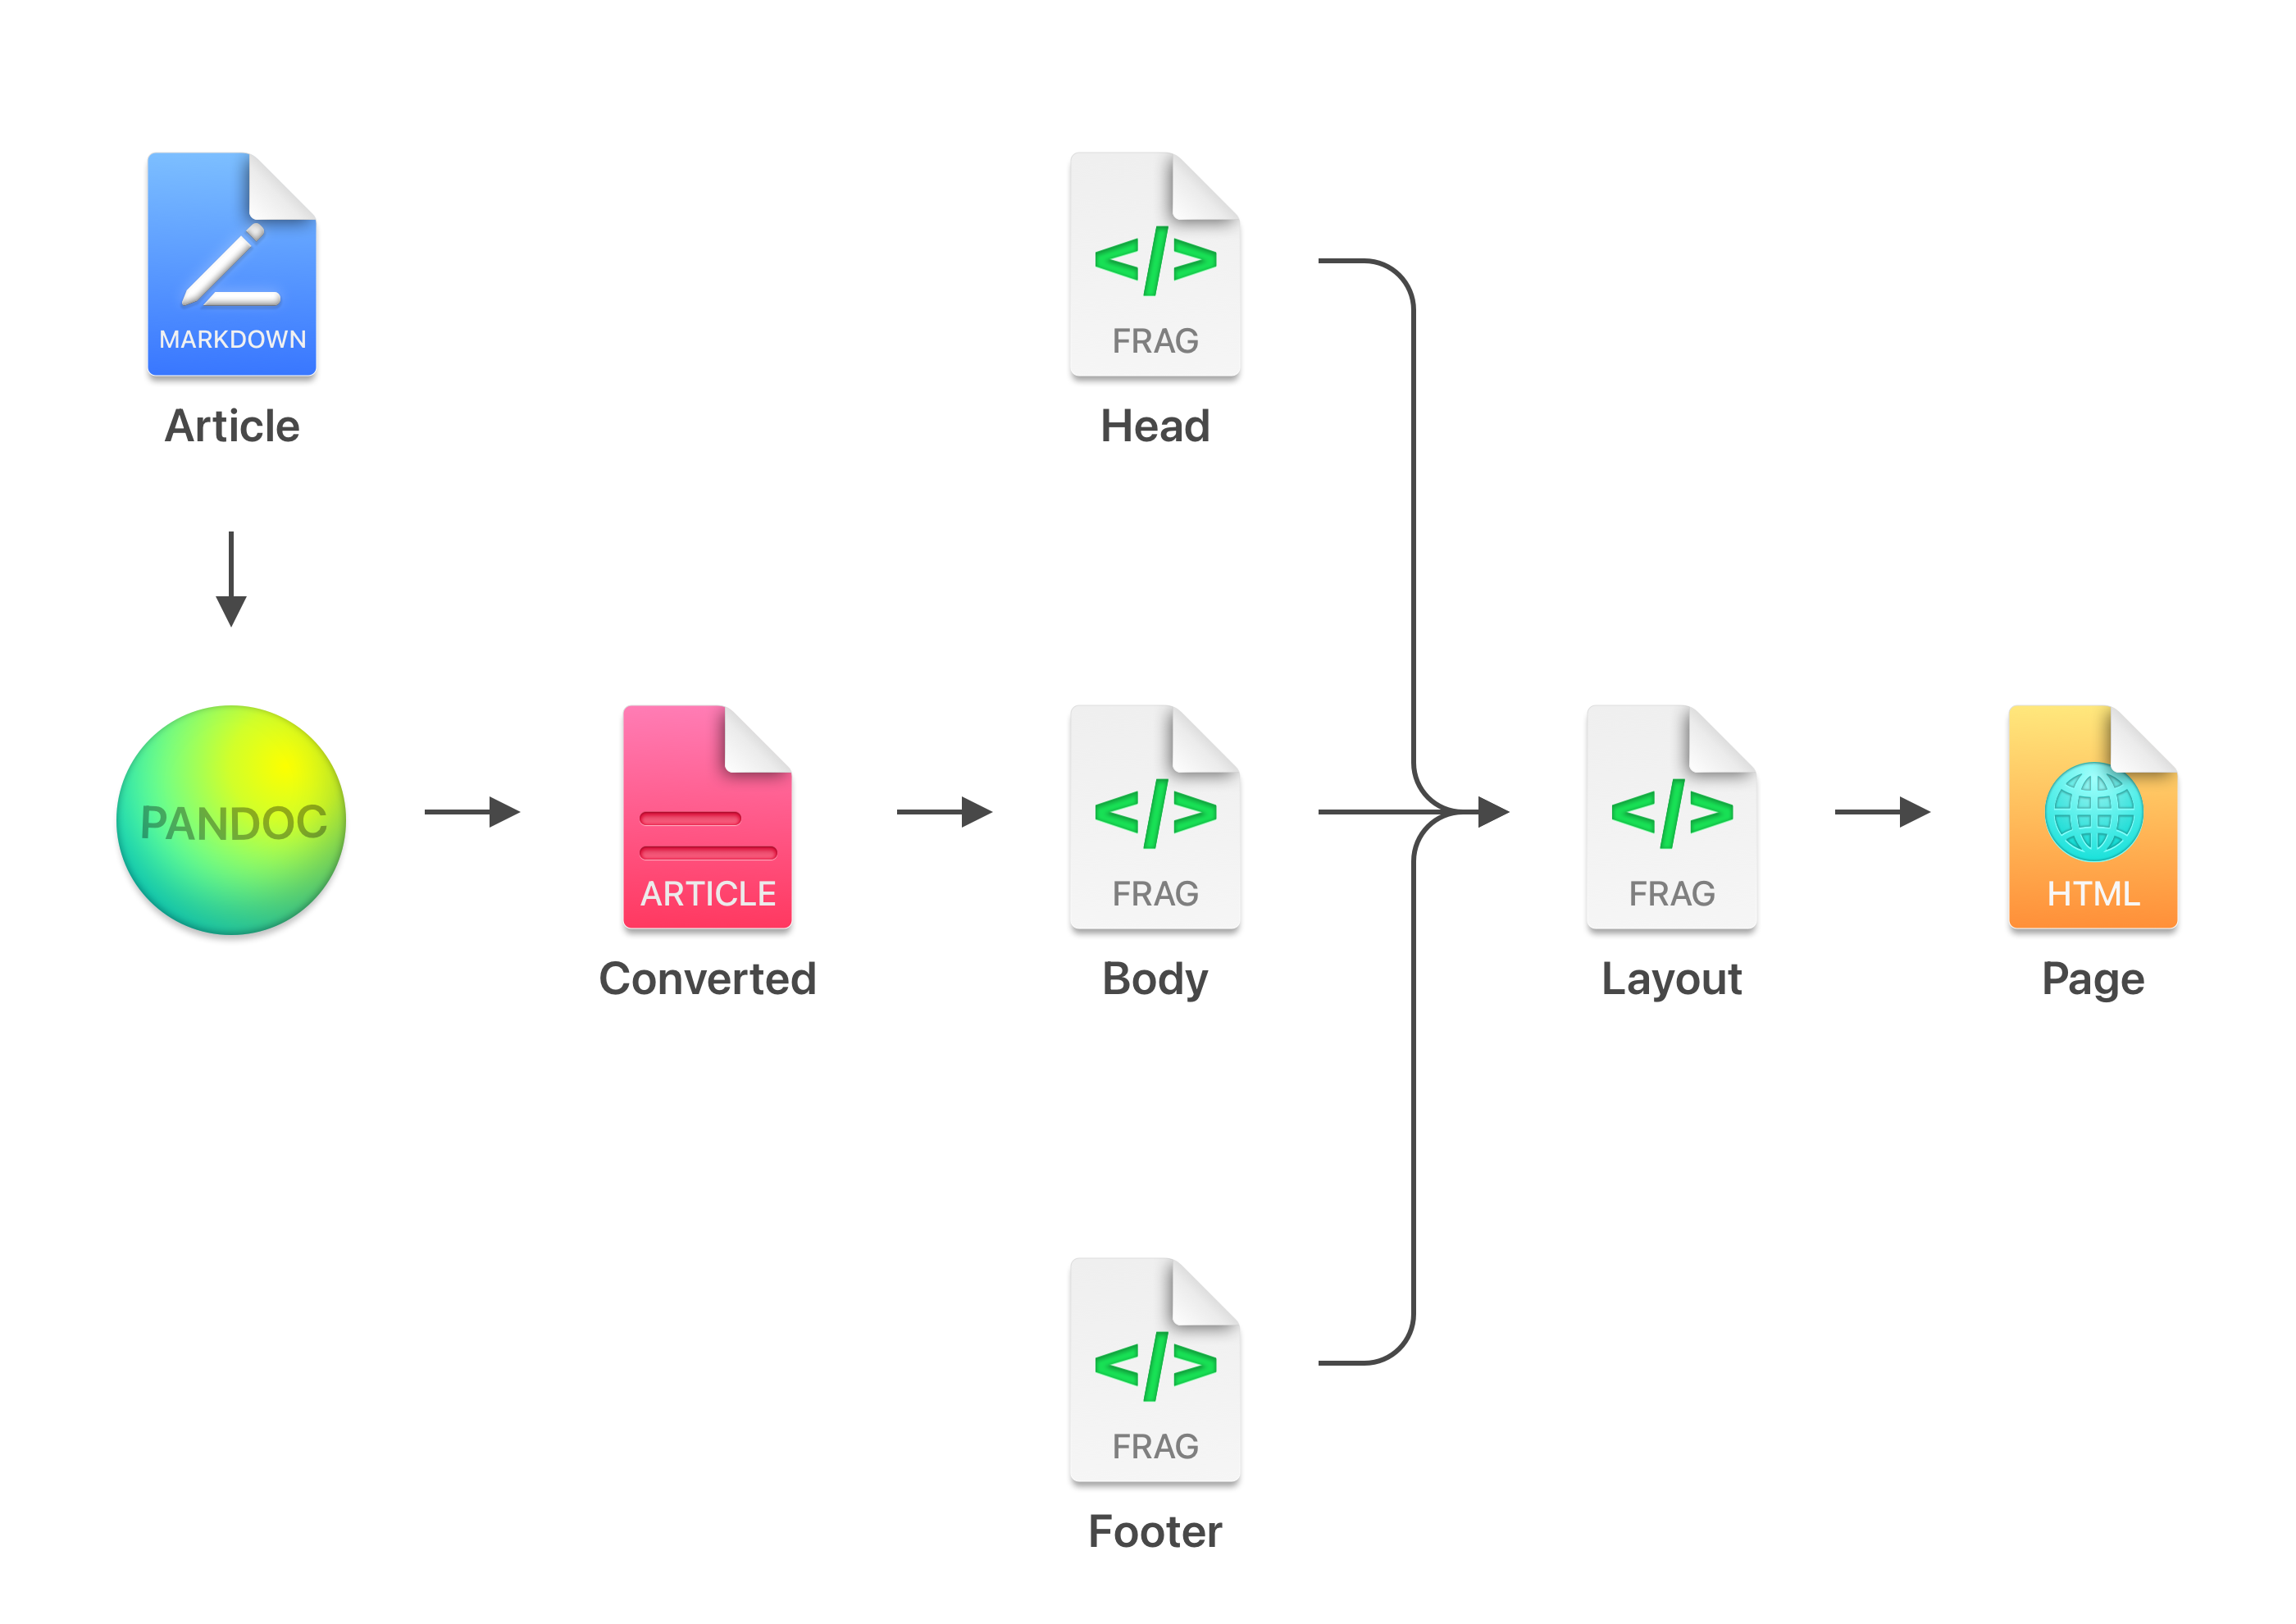 MARKDOWN
Article
</>
FRAG
Head
PANDOC
ARTICLE
Converted
</>
FRAG
Body
</>
FRAG
Layout
HTML
Page
</>
FRAG
Footer